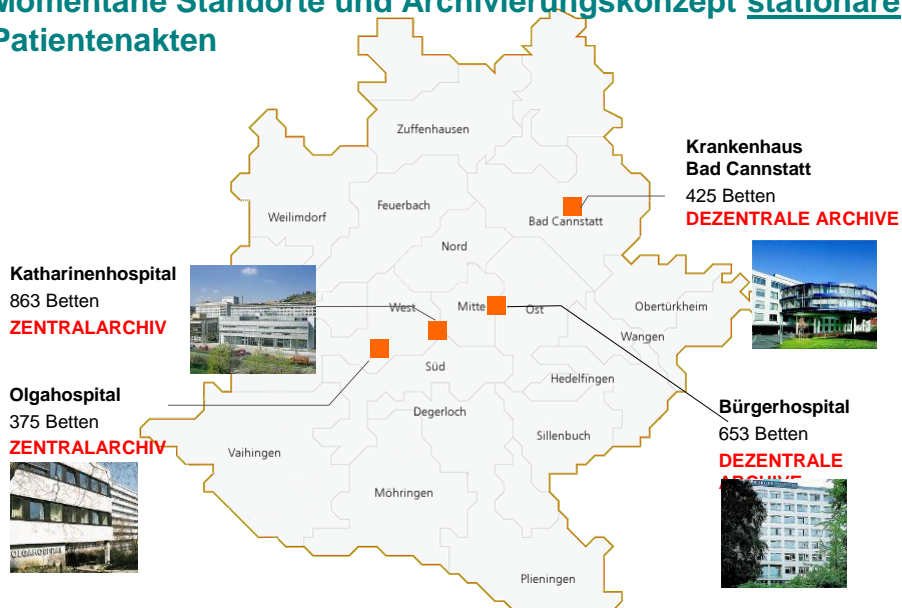 Momentane Standorte und Archivierungskonzept stationäre
Patientenakten
Zuffenhausen
Krankenhaus
Bad Cannstatt
425 Betten
DEZENTRALE ARCHIVE
Weilimdorf
Feuerbach
Bad Cannstatt
Nord
Katharinenhospital
863 Betten
ZENTRALARCHIV
West
Mitte
Ost
Obertürkheim
Wangen
Süd
Hedelfingen
Olgahospital
375 Betten
ZENTRALARCHIV
Degerloch
Sillenbuch
Vaihingen
Möhringen
Plieningen
Bürgerhospital
653 Betten
DEZENTRALE
ARCHIVE
OLGAHOSPITAL